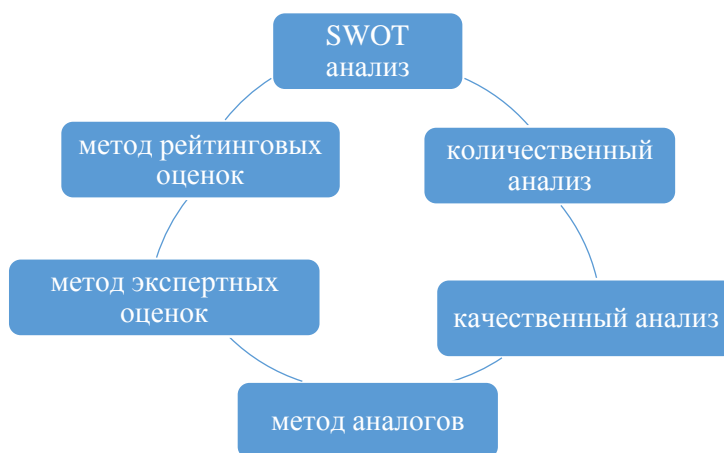 SWOT
анализ
метод рейтинговых
оценок
количественный
анализ
метод экспертных
оценок
качественный анализ
метод аналогов